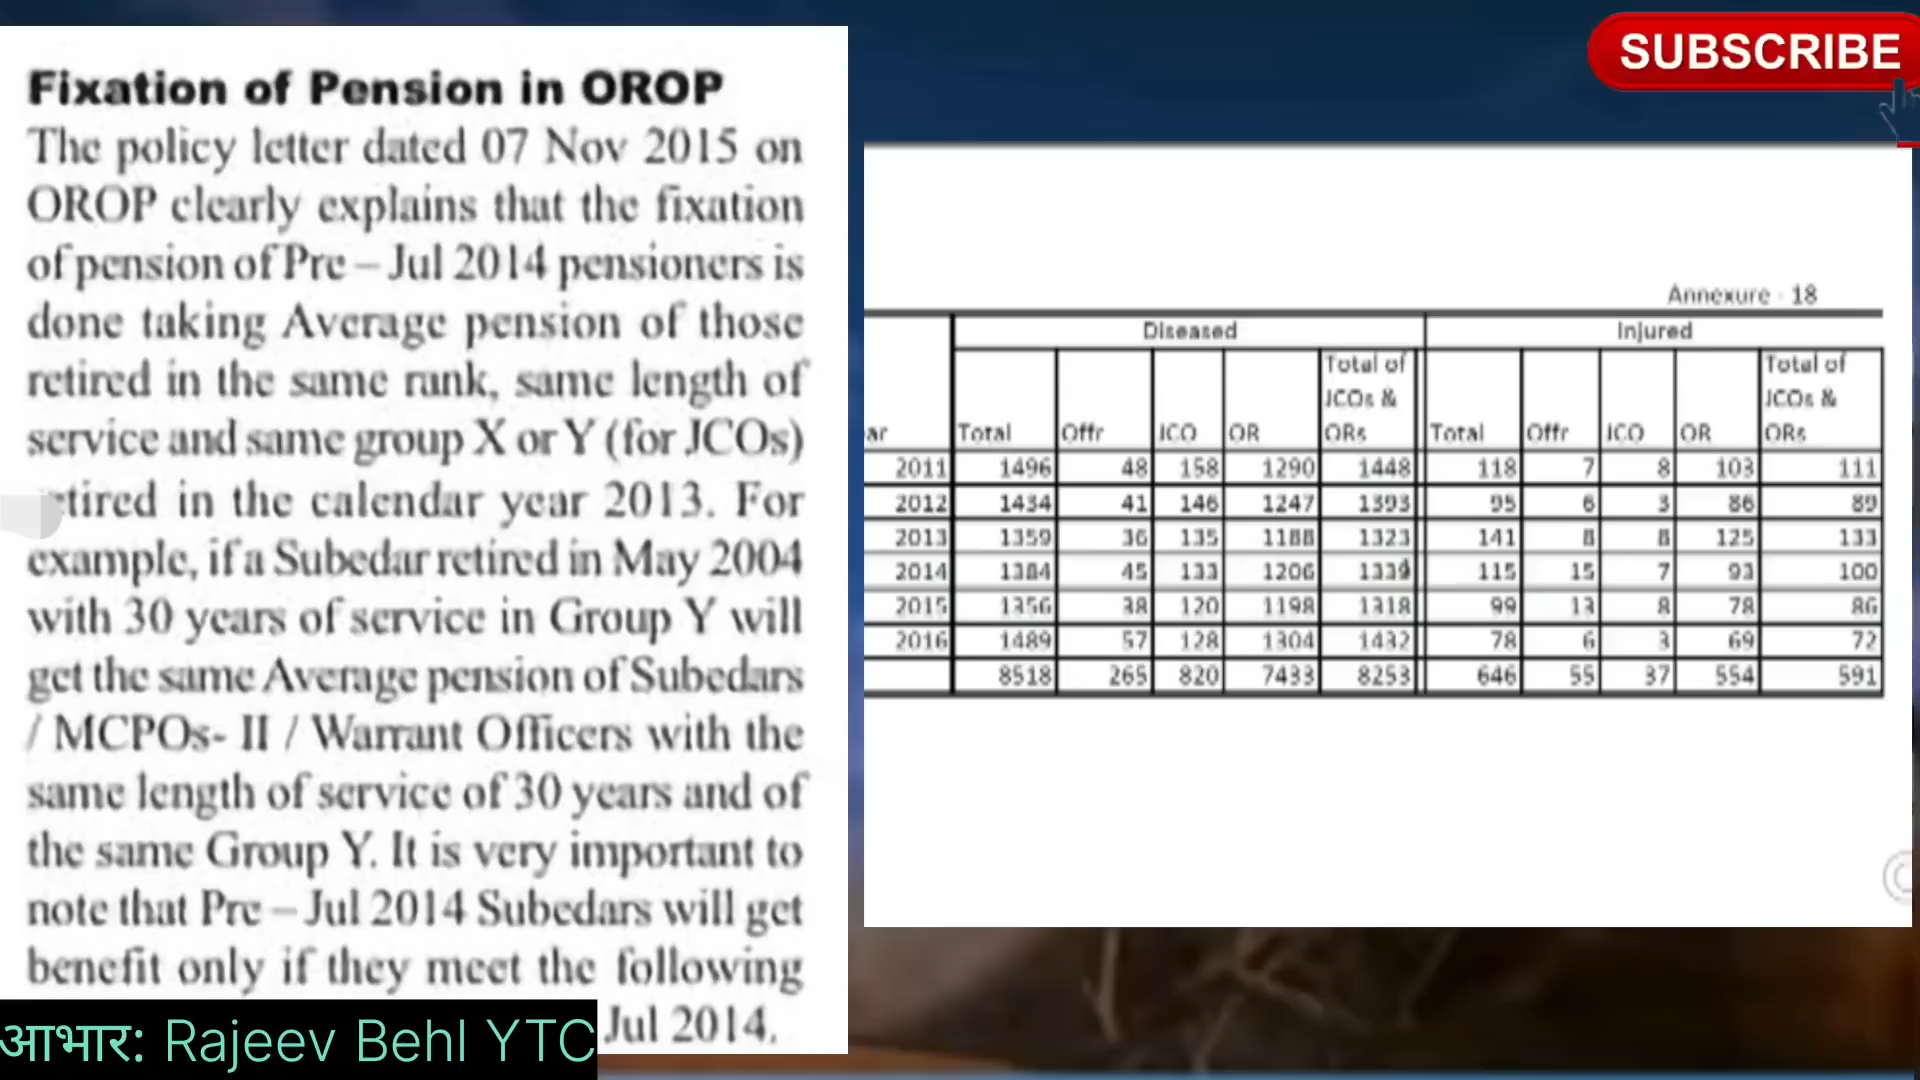 SUBSCRIBE
Fixation of Pension in OROP
The policy letter dated 07 Nov 2015 on
OROP clearly explains that the fixation
of pension of Pre – Jul 2014 pensioners is
done taking Average pension of those
retired in the same rank, same length of
service and same group X or Y (for JCOs)
etired in the calendar year 2013. For
example, if a Subedar retired in May 2004
with 30 years of service in Group Y will
get the same Average pension of Subedars
/ MCPOs- II / Warrant Officers with the
same length of service of 30 years and of
the same Group Y. It is very important to
note that Pre – Jul 2014 Subedars will get
benefit only if they meet the following
Jul 2014.
आभार: Rajeev Behl YTC
Annexure - 18
Diseased Injured
ar Total Offr JCO OR Total of JCOs & ORs Total Offr JCO OR Total of JCOs & ORs
2011 1496 48 158 1290 1448 118 7 8 103 111
2012 1434 41 146 1247 1393 95 6 3 86 89
2013 1359 36 135 1188 1323 141 8 8 125 133
2014 1384 45 133 1206 1339 115 15 7 93 100
2015 1356 38 120 1198 1318 99 13 8 78 86
2016 1489 57 128 1304 1432 78 6 3 69 72
8518 265 820 7433 8253 646 55 37 554 591